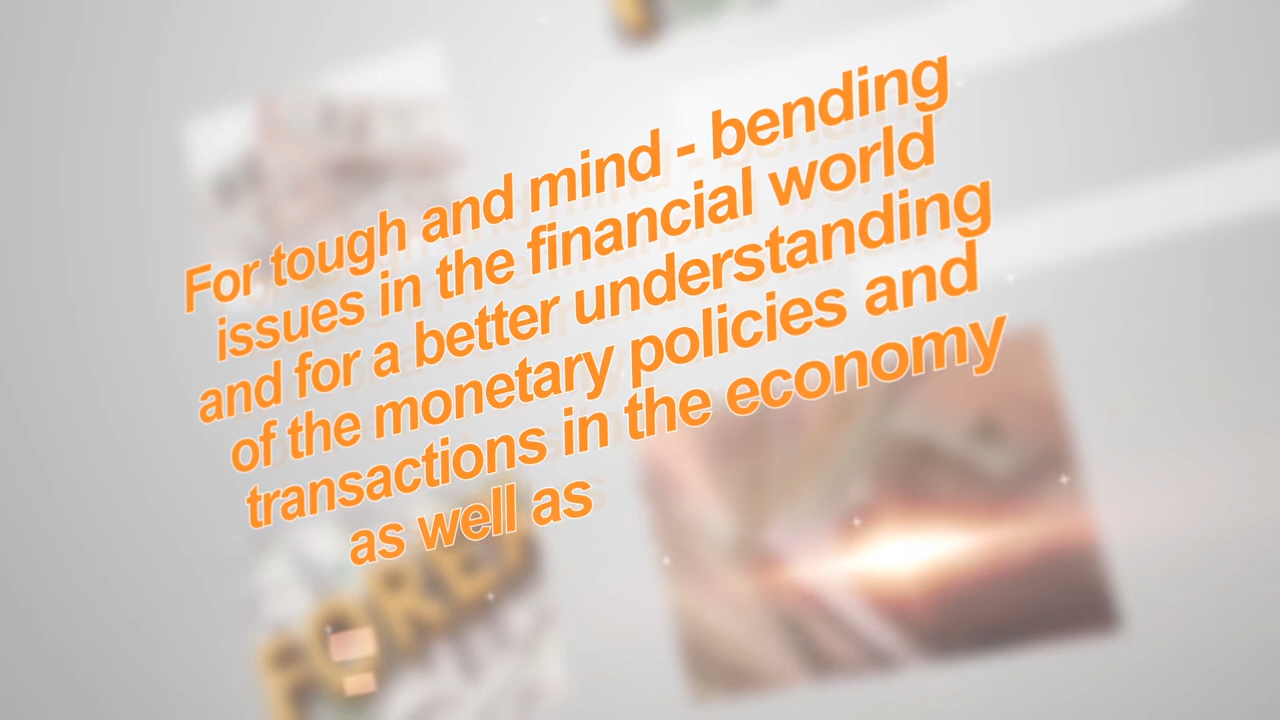 For tough and mind - bending
issues in the financial world
and for a better understanding
of the monetary policies and
transactions in the economy
as well as
FOREX